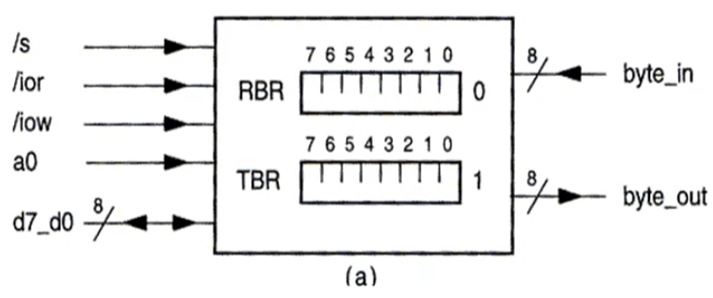 /s
/ior
/iow
a0
d7_d0
8
7 6 5 4 3 2 1 0
RBR
0
7 6 5 4 3 2 1 0
TBR
1
8
byte_in
8
byte_out
(a)